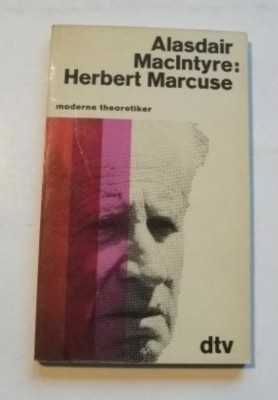 Alasdair
MacIntyre:
Herbert Marcuse
moderne theoretiker
dtv